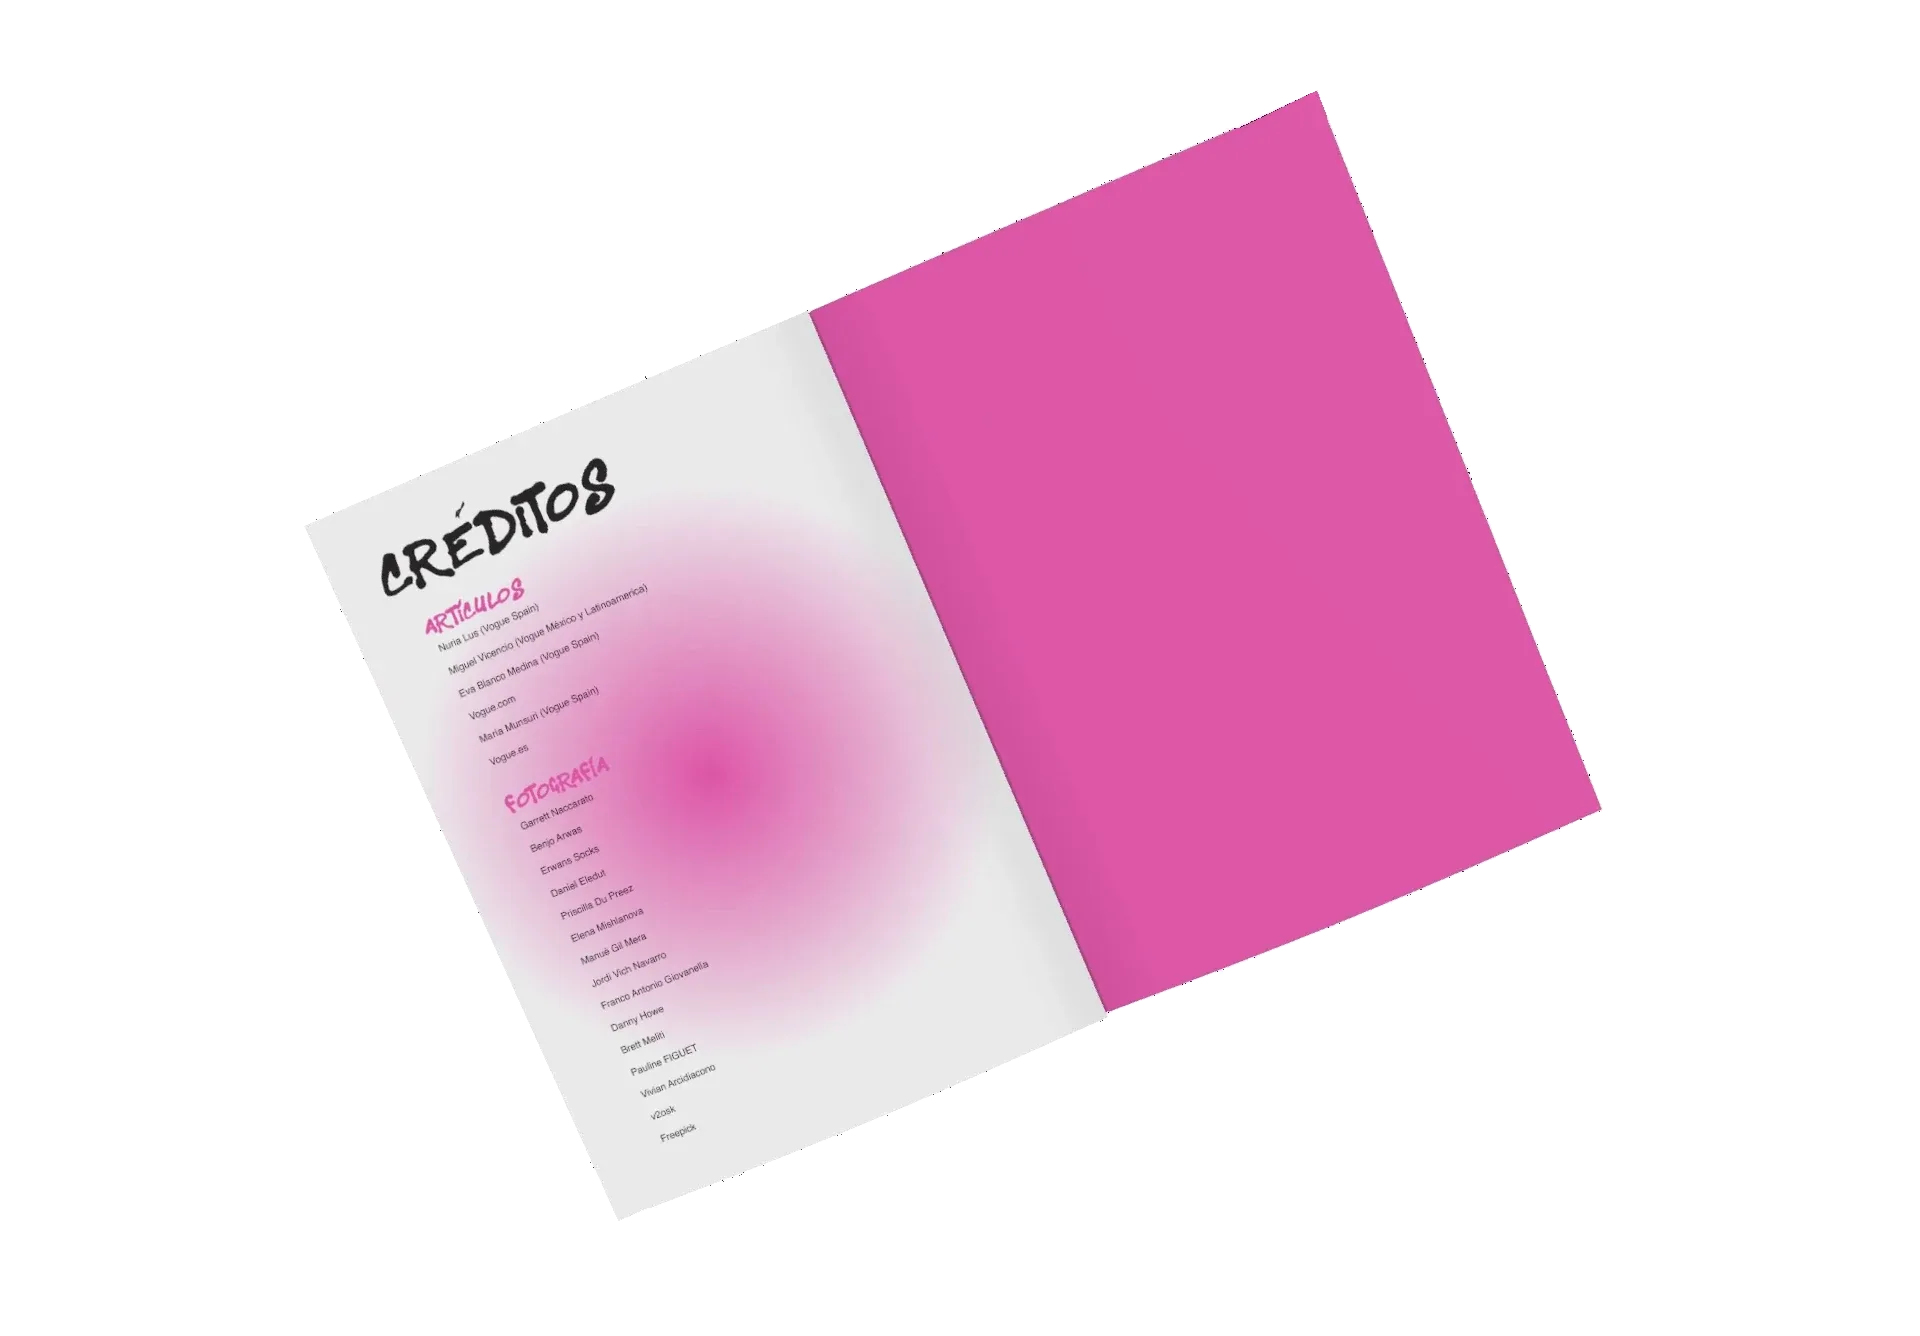 CRÉDITOS
ARTÍCULOS
Nuria Lus (Vogue Spain)
Miguel Vicencio (Vogue México y Latinoamerica)
Eva Blanco Medina (Vogue Spain)
Vogue.com
María Munsuri (Vogue Spain)
Vogue.es
FOTOGRAFÍA
Garrett Naccarato
Benjo Arwas
Erwans Socks
Daniel Eledut
Priscilla Du Preez
Elena Mishlanova
Manué Gil Mera
Jordi Vich Navarro
Franco Antonio Giovanella
Danny Howe
Brett Meliti
Pauline FIGUET
Vivian Arcidiacono
v2osk
Freepick